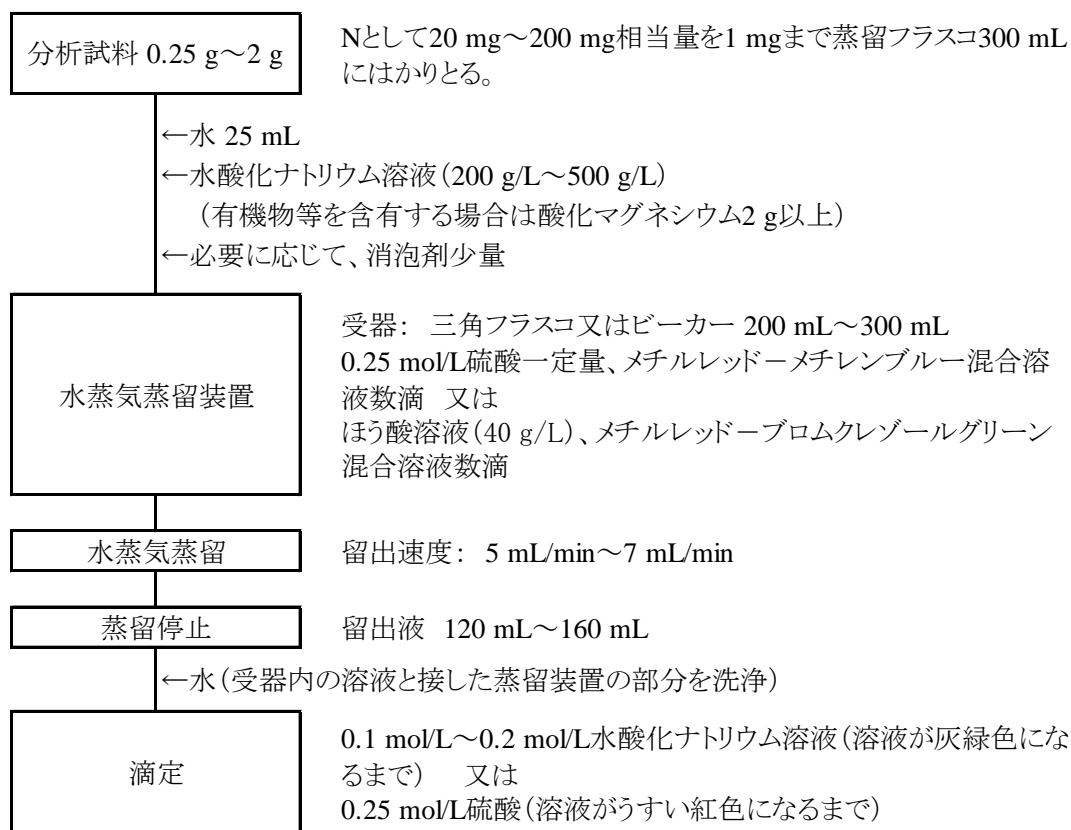 分析試料 0.25 g～2 g
Nとして20 mg～200 mg相当量を1 mgまで蒸留フラスコ300 mL
にはかりとる。
←水 25 mL
←水酸化ナトリウム溶液（200 g/L～500 g/L）
（有機物等を含有する場合は酸化マグネシウム2 g以上）
←必要に応じて、消泡剤少量
水蒸気蒸留装置
受器： 三角フラスコ又はビーカー 200 mL～300 mL
0.25 mol/L硫酸一定量、メチルレッド－メチレンブルー混合溶
液数滴　又は
ほう酸溶液（40 g/L）、メチルレッド－ブロムクレゾールグリーン
混合溶液数滴
水蒸気蒸留
留出速度： 5 mL/min～7 mL/min
蒸留停止
留出液　120 mL～160 mL
←水（受器内の溶液と接した蒸留装置の部分を洗浄）
滴定
0.1 mol/L～0.2 mol/L水酸化ナトリウム溶液（溶液が灰緑色にな
るまで）　又は
0.25 mol/L硫酸（溶液がうすい紅色になるまで）